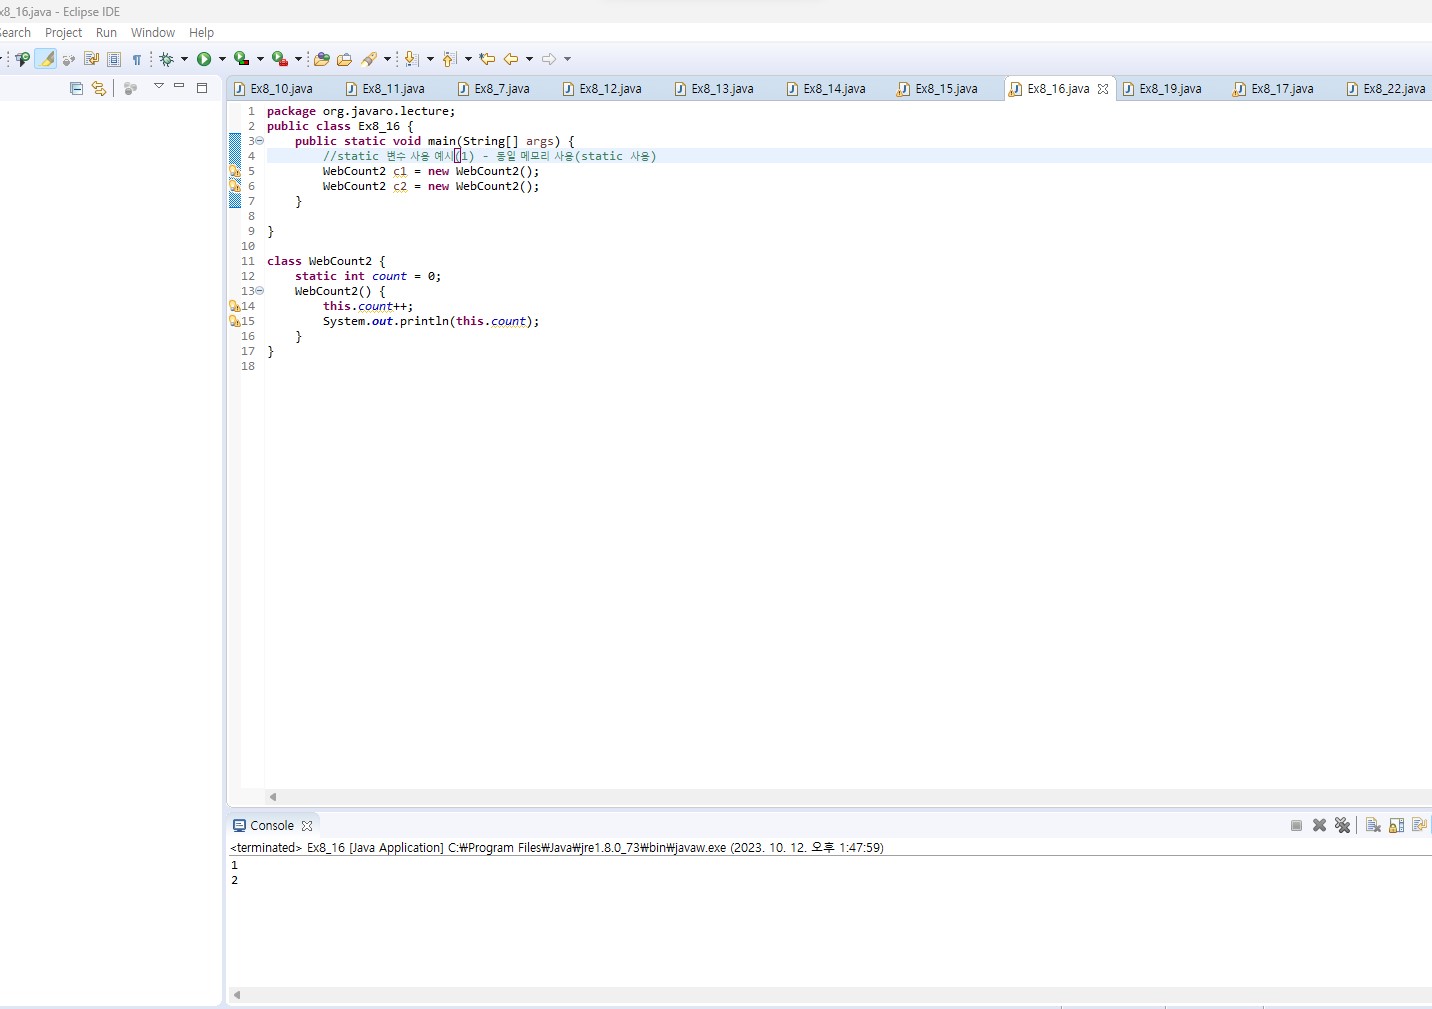 x8_16.java - Eclipse IDE
Search Project Run Window Help
Ex8_10.java Ex8_11.java Ex8_7.java Ex8_12.java Ex8_13.java Ex8_14.java Ex8_15.java Ex8_16.java Ex8_19.java Ex8_17.java Ex8_22.java
1 package org.javaro.lecture;
2 public class Ex8_16 {
3 public static void main(String[] args) {
4 //static 변수 사용 예시(1) - 동일 메모리 사용(static 사용)
5 WebCount2 c1 = new WebCount2();
6 WebCount2 c2 = new WebCount2();
7 }
8
9 }
10
11 class WebCount2 {
12 static int count = 0;
13 WebCount2() {
14 this.count++;
15 System.out.println(this.count);
16 }
17 }
18
Console
<terminated> Ex8_16 [Java Application] C:₩Program Files₩Java₩jre1.8.0_73₩bin₩javaw.exe (2023. 10. 12. 오후 1:47:59)
1
2